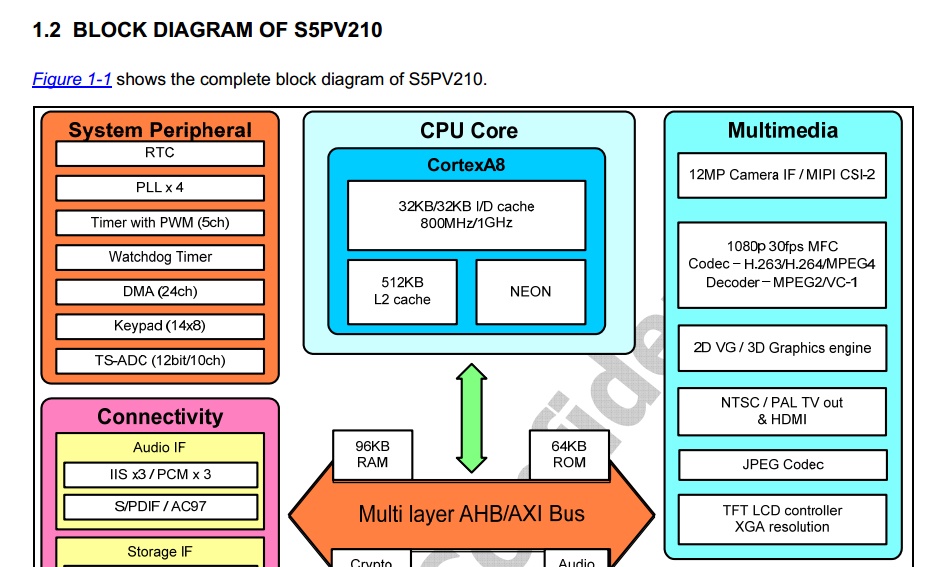 1.2 BLOCK DIAGRAM OF S5PV210
Figure 1-1 shows the complete block diagram of S5PV210.
System Peripheral
RTC
PLL x 4
Timer with PWM (5ch)
Watchdog Timer
DMA (24ch)
Keypad (14x8)
TS-ADC (12bit/10ch)
Connectivity
Audio IF
IIS x3 / PCM x 3
S/PDIF / AC97
Storage IF
CPU Core
CortexA8
32KB/32KB I/D cache
800MHz/1GHz
512KB
L2 cache
NEON
96KB
RAM
64KB
ROM
Multi layer AHB/AXI Bus
Crypto
Audio
Multimedia
12MP Camera IF / MIPI CSI-2
1080p 30fps MFC
Codec – H.263/H.264/MPEG4
Decoder – MPEG2/VC-1
2D VG / 3D Graphics engine
NTSC / PAL TV out
& HDMI
JPEG Codec
TFT LCD controller
XGA resolution